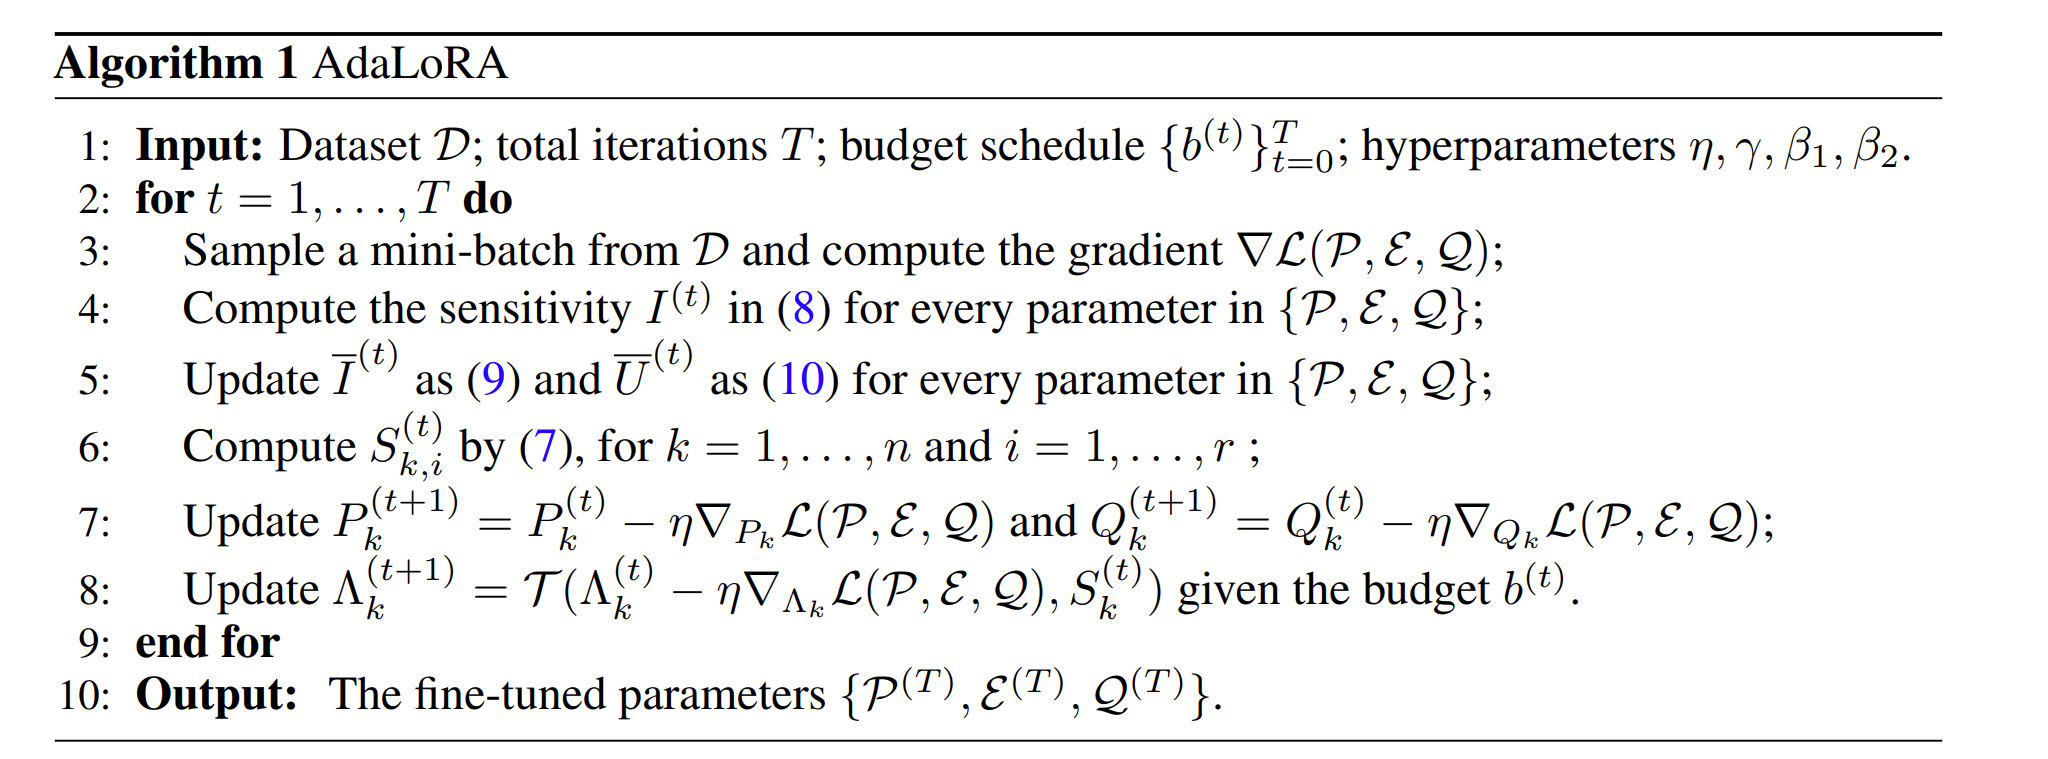 Algorithm 1 AdaLoRA
1: Input: Dataset $\mathcal{D}$; total iterations $T$; budget schedule $\{b^{(t)}\}_{t=0}^{T}$; hyperparameters $\eta, \gamma, \beta_1, \beta_2$.
2: for $t = 1, \ldots, T$ do
3: Sample a mini-batch from $\mathcal{D}$ and compute the gradient $\nabla \mathcal{L}(\mathcal{P}, \mathcal{E}, \mathcal{Q})$;
4: Compute the sensitivity $I^{(t)}$ in (8) for every parameter in $\{\mathcal{P}, \mathcal{E}, \mathcal{Q}\}$;
5: Update $\overline{I}^{(t)}$ as (9) and $\overline{U}^{(t)}$ as (10) for every parameter in $\{\mathcal{P}, \mathcal{E}, \mathcal{Q}\}$;
6: Compute $S_{k,i}^{(t)}$ by (7), for $k = 1, \ldots, n$ and $i = 1, \ldots, r$ ;
7: Update $P_k^{(t+1)} = P_k^{(t)} - \eta \nabla_{P_k} \mathcal{L}(\mathcal{P}, \mathcal{E}, \mathcal{Q})$ and $Q_k^{(t+1)} = Q_k^{(t)} - \eta \nabla_{Q_k} \mathcal{L}(\mathcal{P}, \mathcal{E}, \mathcal{Q})$;
8: Update $\Lambda_k^{(t+1)} = \mathcal{T}(\Lambda_k^{(t)} - \eta \nabla_{\Lambda_k} \mathcal{L}(\mathcal{P}, \mathcal{E}, \mathcal{Q}), S_k^{(t)})$ given the budget $b^{(t)}$.
9: end for
10: Output: The fine-tuned parameters $\{\mathcal{P}^{(T)}, \mathcal{E}^{(T)}, \mathcal{Q}^{(T)}\}$.